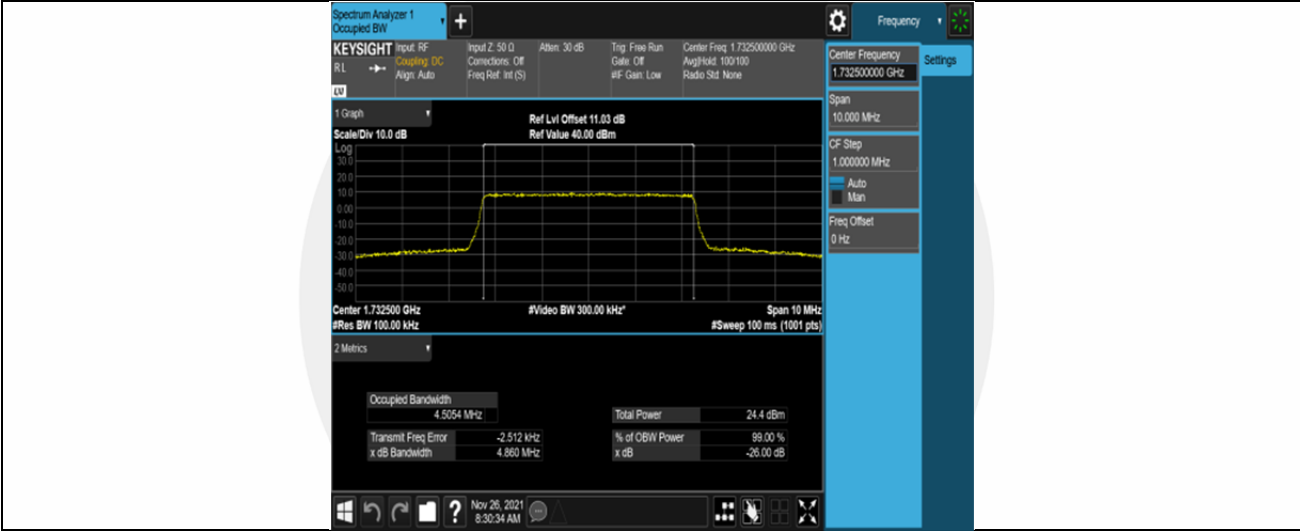 Spectrum Analyzer 1
Occupied BW
+
Frequency
KEYSIGHT
RL
Input: RF
Coupling: DC
Align: Auto
Input Z: 50 Ω
Corrections: Off
Freq Ref: Int (S)
Atten: 30 dB
Trig: Free Run
Gate: Off
#IF Gain: Low
Center Freq: 1.732500000 GHz
Avg|Hold: 100/100
Radio Std: None
Center Frequency
1.732500000 GHz
Settings
Span
10.000 MHz
CF Step
1.000000 MHz
Auto
Man
Freq Offset
0 Hz
1 Graph
Scale/Div 10.0 dB
Ref Lvl Offset 11.03 dB
Ref Value 40.00 dBm
Log
30.0
20.0
10.0
0.00
-10.0
-20.0
-30.0
-40.0
-50.0
Center 1.732500 GHz
#Res BW 100.00 kHz
#Video BW 300.00 kHz*
Span 10 MHz
#Sweep 100 ms (1001 pts)
2 Metrics
Occupied Bandwidth
4.5054 MHz
Total Power 24.4 dBm
Transmit Freq Error -2.512 kHz
% of OBW Power 99.00 %
x dB Bandwidth 4.860 MHz
x dB -26.00 dB
?
Nov 26, 2021
8:30:34 AM